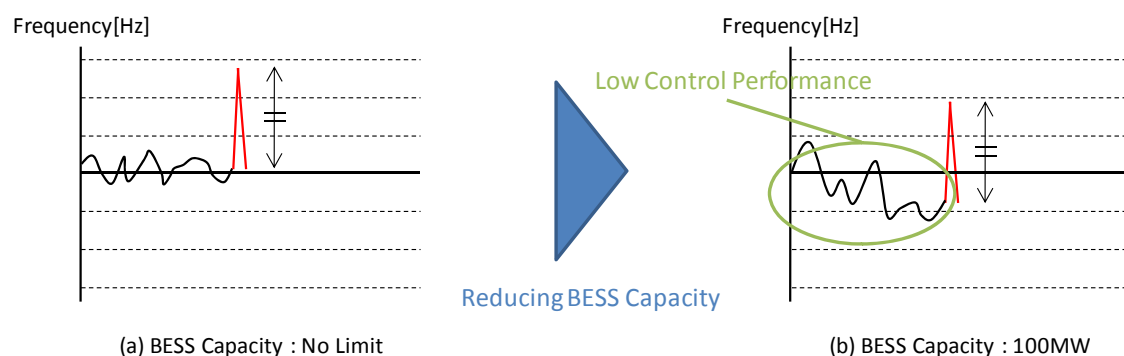 Frequency[Hz]
Frequency[Hz]
Low Control Performance
Reducing BESS Capacity
(a) BESS Capacity : No Limit
(b) BESS Capacity : 100MW